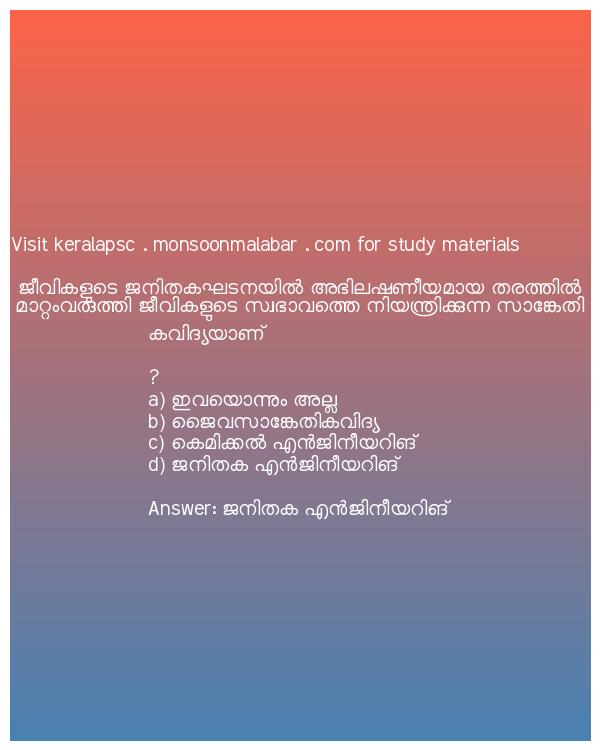 Visit keralapsc . monsoonmalabar . com for study materials
ജീവികളുടെ ജനിതകഘടനയിൽ അഭിലഷണീയമായ തരത്തിൽ
മാറ്റംവരുത്തി ജീവികളുടെ സ്വഭാവത്തെ നിയന്ത്രിക്കുന്ന സാങ്കേതി
കവിദ്യയാണ്
?
a) ഇവയൊന്നും അല്ല
b) ജൈവസാങ്കേതികവിദ്യ
c) കെമിക്കൽ എൻജിനീയറിങ്
d) ജനിതക എൻജിനീയറിങ്
Answer: ജനിതക എൻജിനീയറിങ്